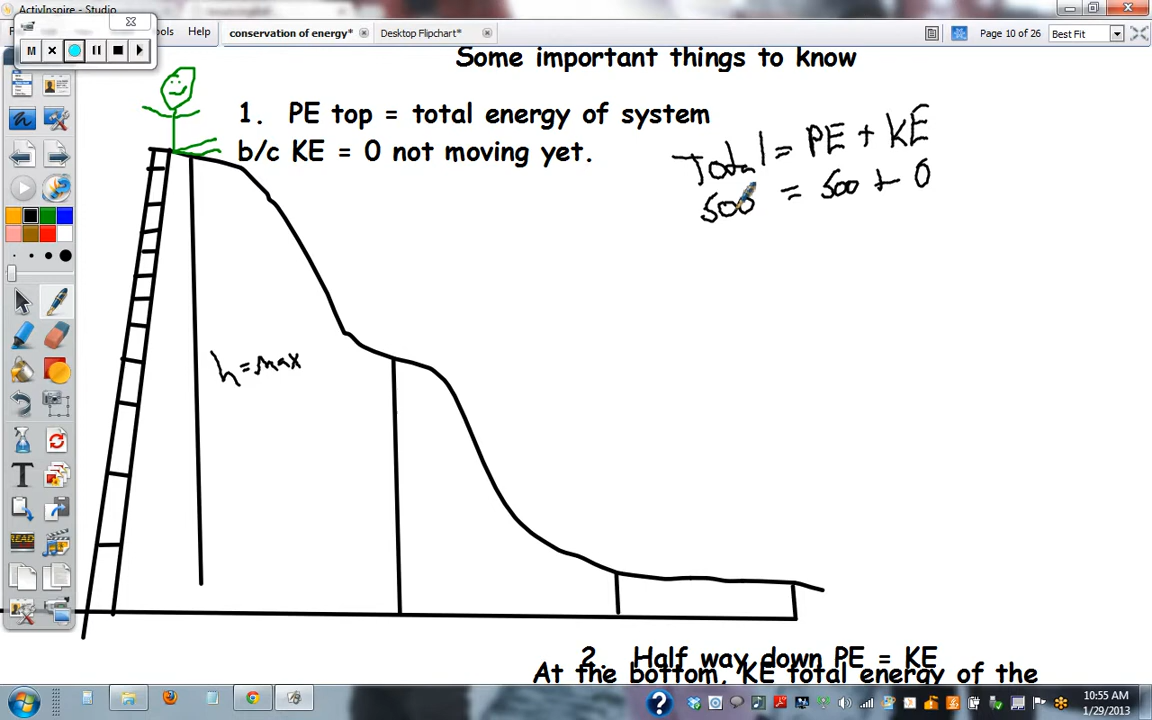 ActivInspire - Studio
Tools Help
conservation of energy* Desktop Flipchart*
Page 10 of 26 Best Fit
M
Some important things to know
1. PE top = total energy of system
b/c KE = 0 not moving yet.
Total = PE + KE
500 = 500 + 0
h = max
T
READ
2. Half way down PE = KE
At the bottom, KE total energy of the
10:55 AM
1/29/2013